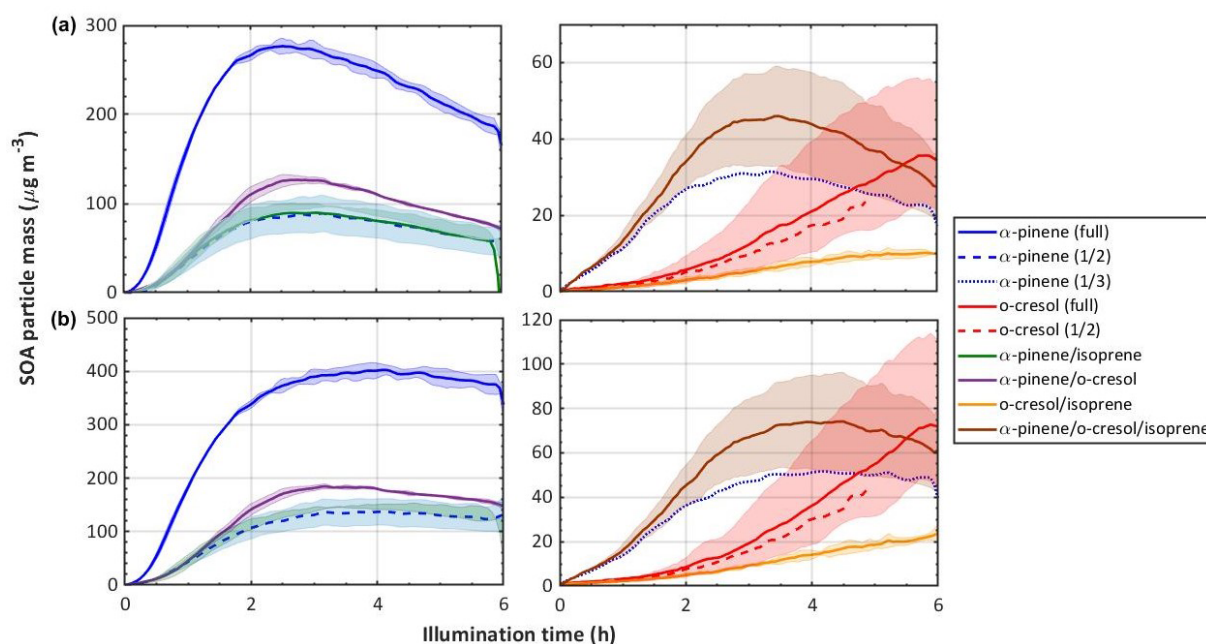 (a)
300
200
100
0
60
40
20
0
SOA particle mass (μg m-3)
(b)
500
400
300
200
100
0
0 2 4 6
120
100
80
60
40
20
0
0 2 4 6
Illumination time (h)
α-pinene (full)
α-pinene (1/2)
α-pinene (1/3)
o-cresol (full)
o-cresol (1/2)
α-pinene/isoprene
α-pinene/o-cresol
o-cresol/isoprene
α-pinene/o-cresol/isoprene